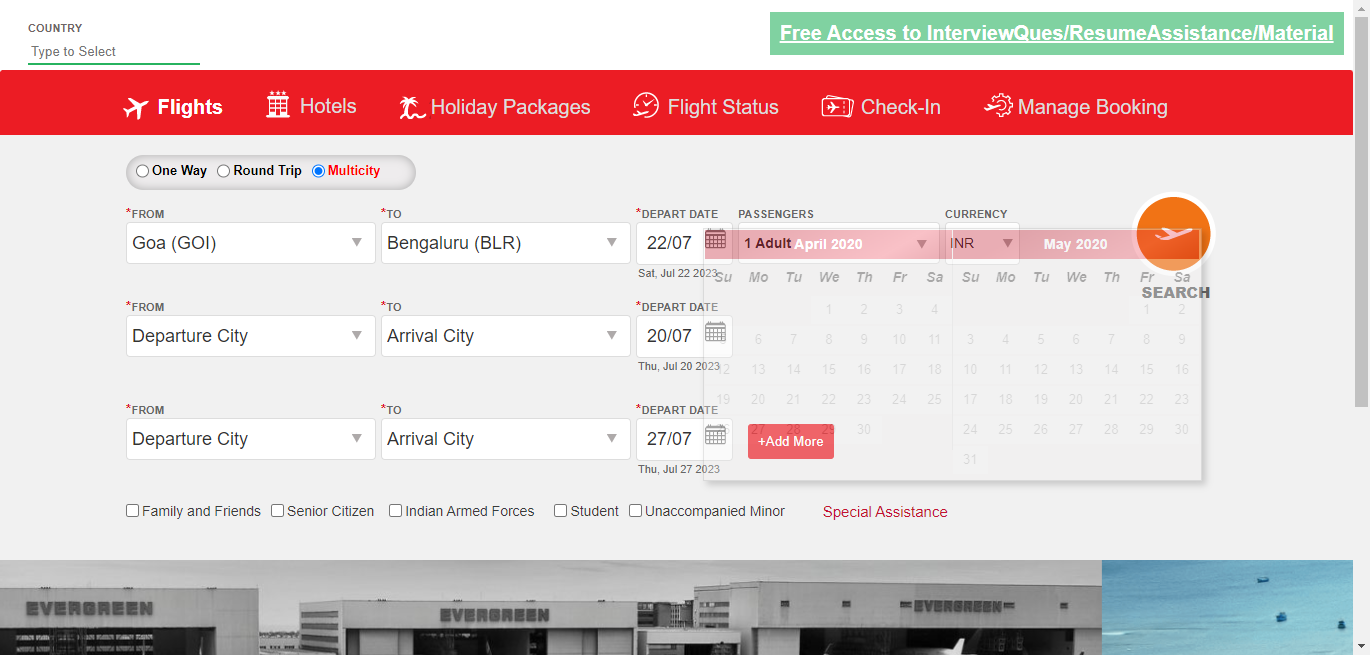 COUNTRY
Type to Select
Free Access to InterviewQues/ResumeAssistance/Material
Flights Hotels Holiday Packages Flight Status Check-In Manage Booking
One Way Round Trip Multicity
*FROM *TO *DEPART DATE PASSENGERS CURRENCY
Goa (GOI) Bengaluru (BLR) 22/07 1 Adult April 2020 INR May 2020
Sat, Jul 22 2023
Su Mo Tu We Th Fr Sa Su Mo Tu We Th Fr Sa
SEARCH
*FROM *TO *DEPART DATE
1 2 3 4 1 2
Departure City Arrival City 20/07 6 7 8 9 10 11 3 4 5 6 7 8 9
Thu, Jul 20 2023 12 13 14 15 16 17 18 10 11 12 13 14 15 16
19 20 21 22 23 24 25 17 18 19 20 21 22 23
*FROM *TO *DEPART DATE
27 28 29 30 24 25 26 27 28 29 30
Departure City Arrival City 27/07 +Add More
31
Thu, Jul 27 2023
Family and Friends Senior Citizen Indian Armed Forces Student Unaccompanied Minor Special Assistance
EVERGREEN EVERGREEN EVERGREEN